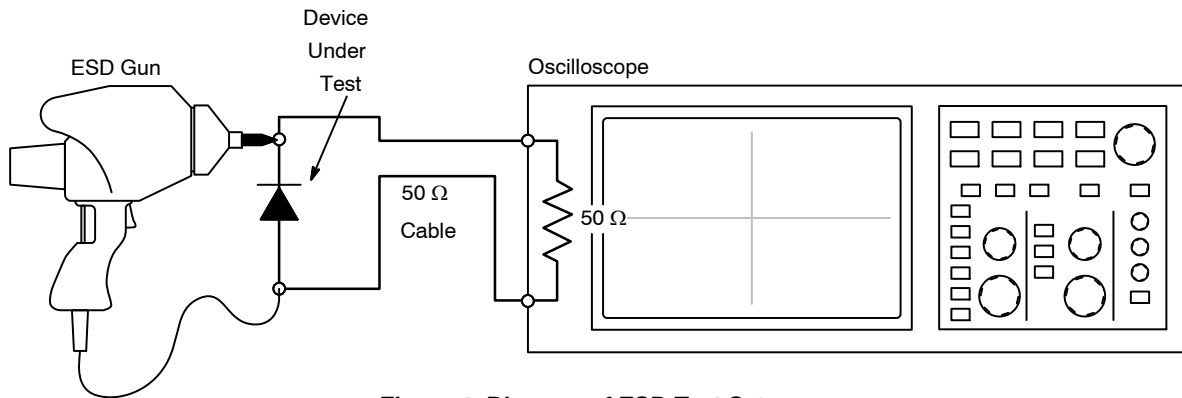 Device
Under
Test
ESD Gun
Oscilloscope
50 Ω
Cable
50 Ω